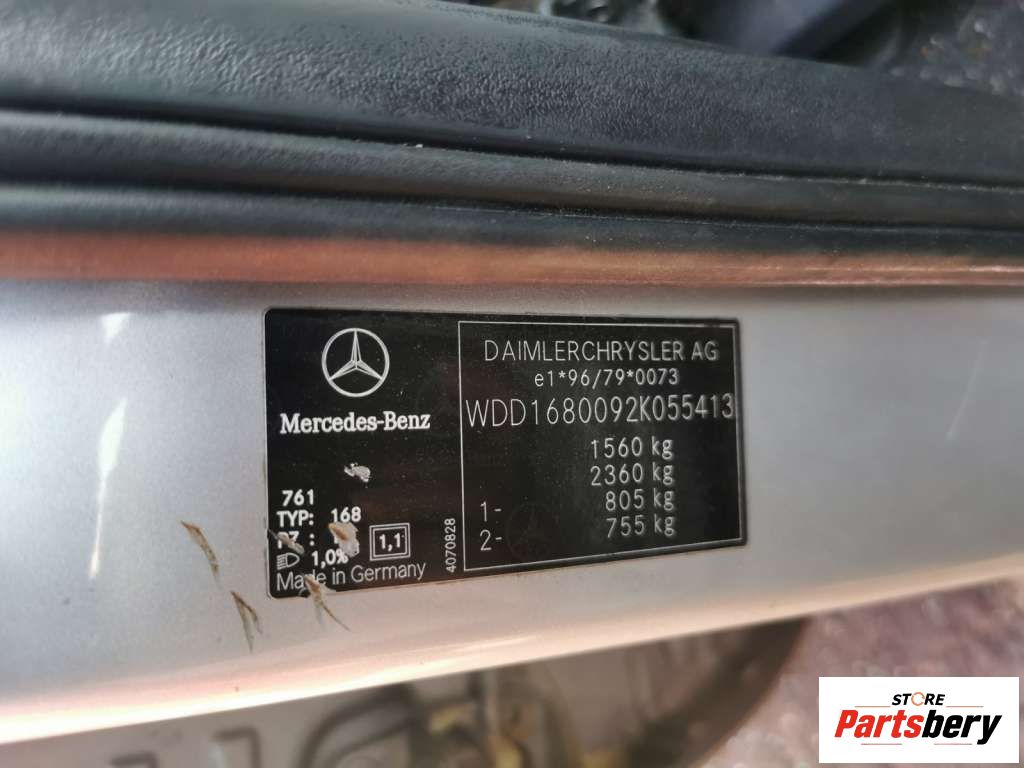 Mercedes-Benz
761
TYP: 168
1,0%
1,1
Made in Germany
4070828
DAIMLERCHRYSLER AG
e1*96/79*0073
WDD1680092K055413
1560 kg
2360 kg
1- 805 kg
2- 755 kg
STORE
Partsbery